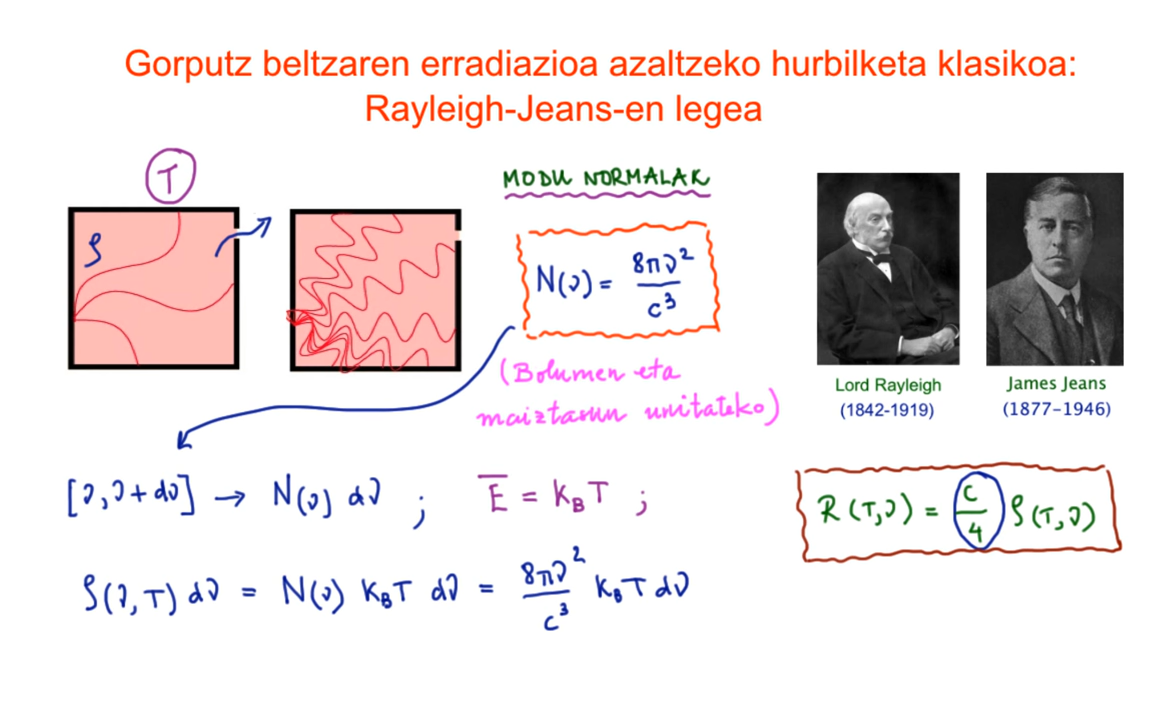 Gorputz beltzaren erradiazioa azaltzeko hurbilketa klasikoa:
Rayleigh-Jeans-en legea
T
ρ
MODU NORMALAK
N(ν) = 8πν² / c³
(Bolumen eta
maiztasun unitateko)
Lord Rayleigh
(1842-1919)
James Jeans
(1877-1946)
[ν, ν + dν] → N(ν) dν ; E̅ = K_B T ;
R(T,ν) = (c/4) ρ(T,ν)
ρ(ν,T) dν = N(ν) K_B T dν = 8πν² / c³ K_B T dν